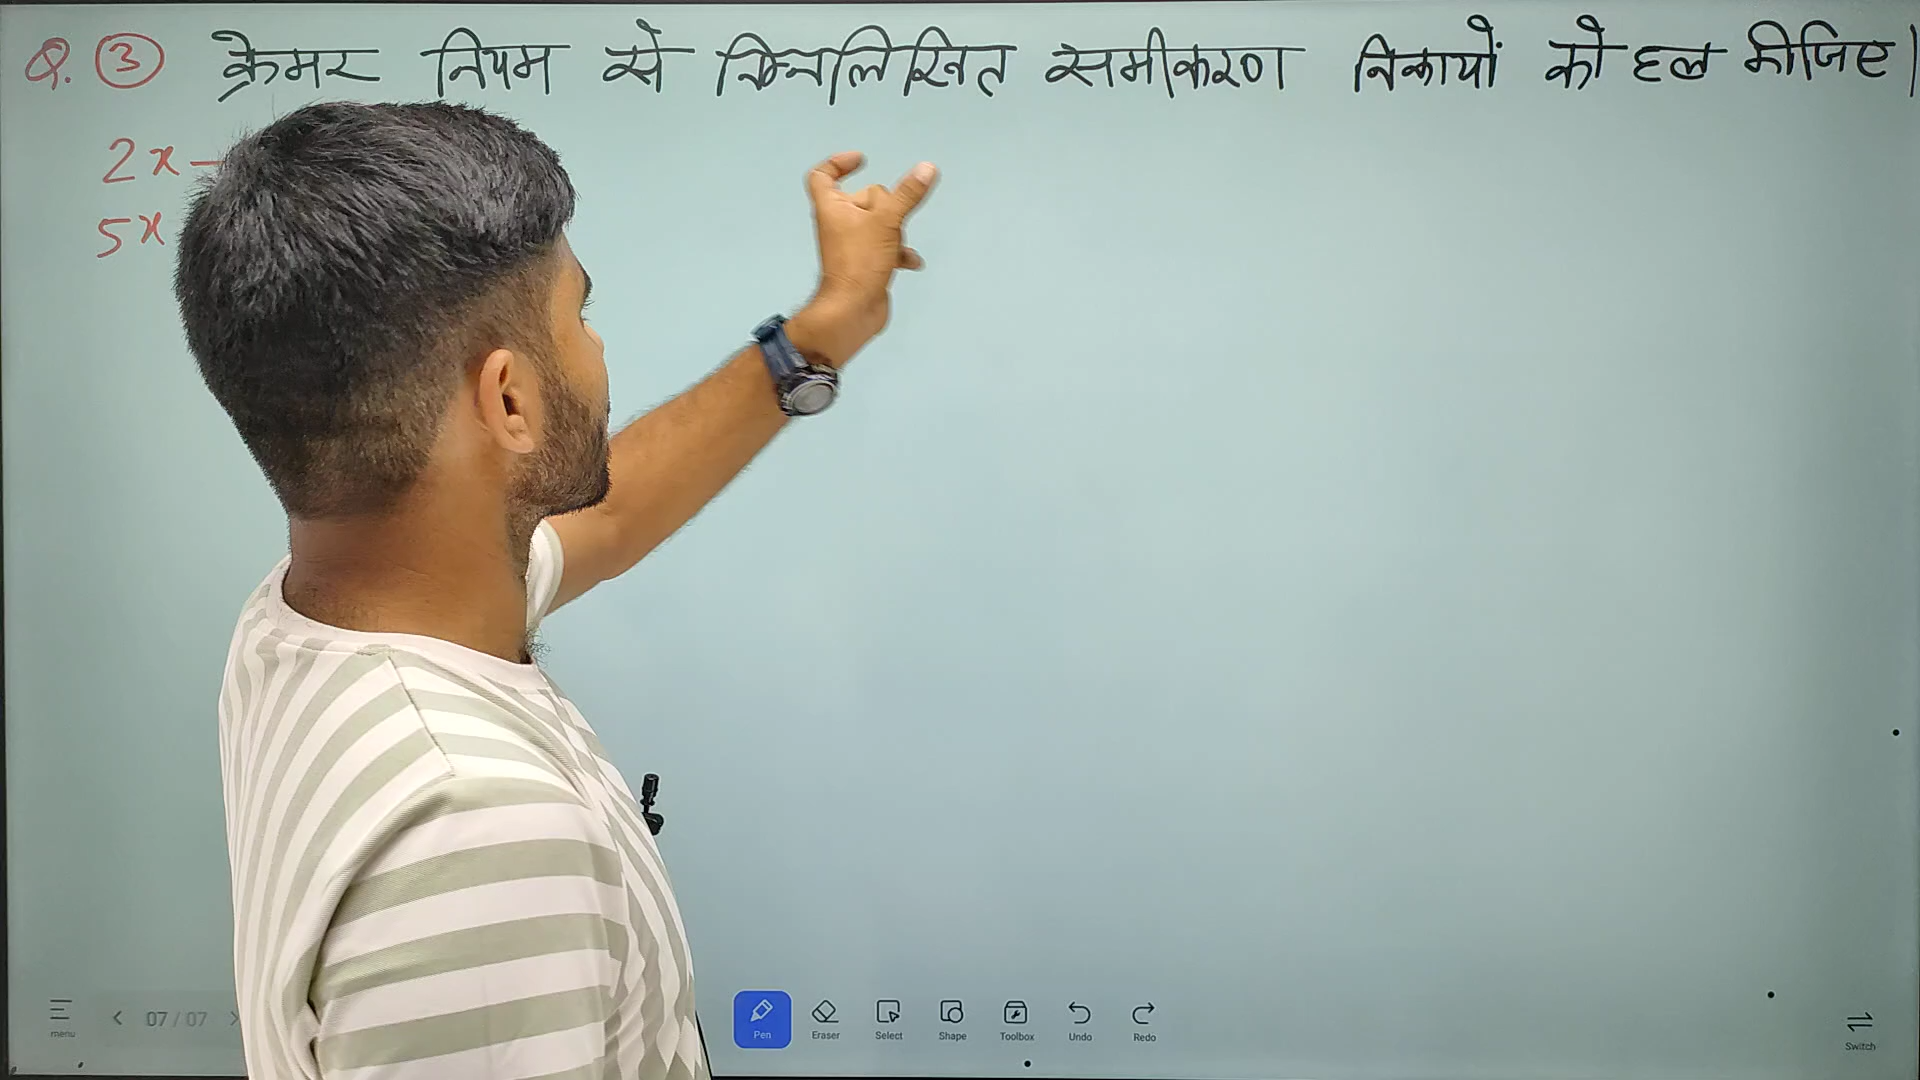 Q. ③ क्रेमर नियम से निम्नलिखित समीकरण निकायों को हल कीजिए।
2x -
5x
menu
07 / 07
Pen Eraser Select Shape Toolbox Undo Redo
Switch